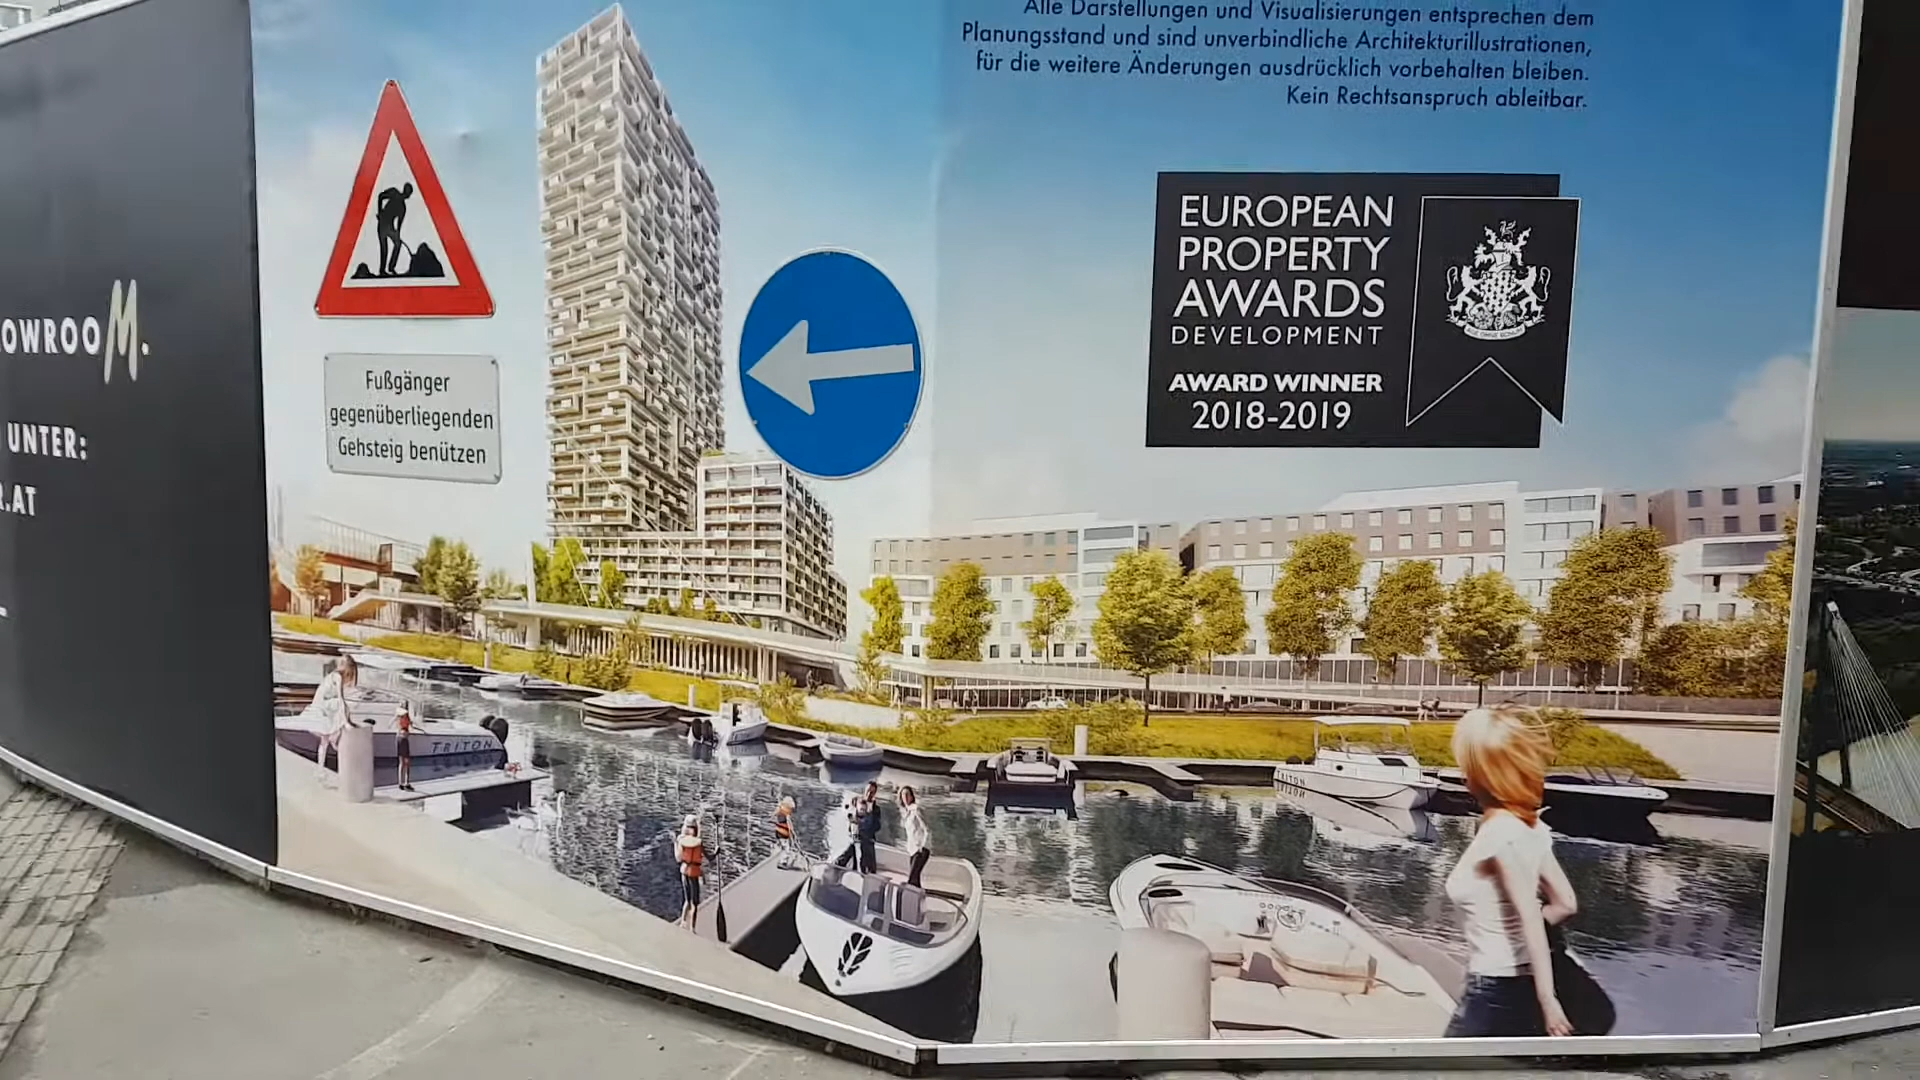 OWROOM.
UNTER:
R.AT
Fußgänger
gegenüberliegenden
Gehsteig benützen
Alle Darstellungen und Visualisierungen entsprechen dem
Planungsstand und sind unverbindliche Architekturillustrationen,
für die weitere Änderungen ausdrücklich vorbehalten bleiben.
Kein Rechtsanspruch ableitbar.
EUROPEAN
PROPERTY
AWARDS
DEVELOPMENT
AWARD WINNER
2018-2019
TRITON
TRITON